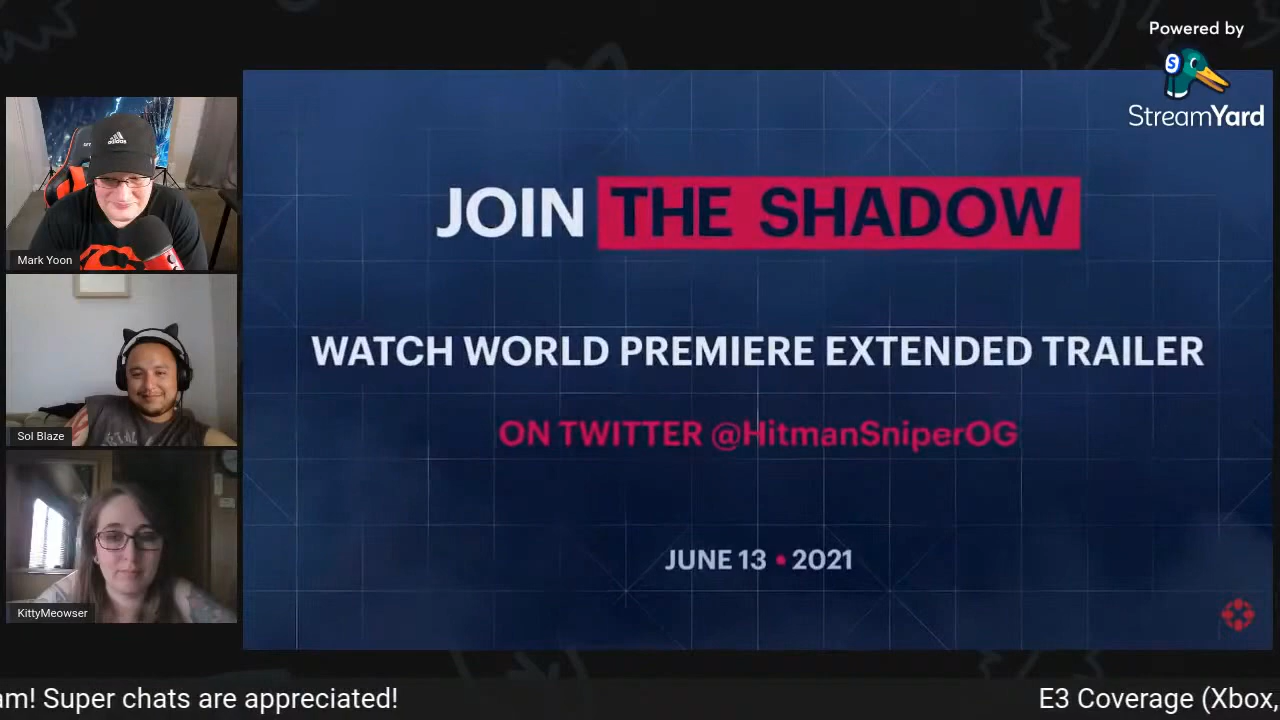 Powered by
StreamYard
adidas
Mark Yoon
Sol Blaze
KittyMeowser
JOIN THE SHADOW
WATCH WORLD PREMIERE EXTENDED TRAILER
ON TWITTER @HitmanSniperOG
JUNE 13 • 2021
am! Super chats are appreciated!
E3 Coverage (Xbox,